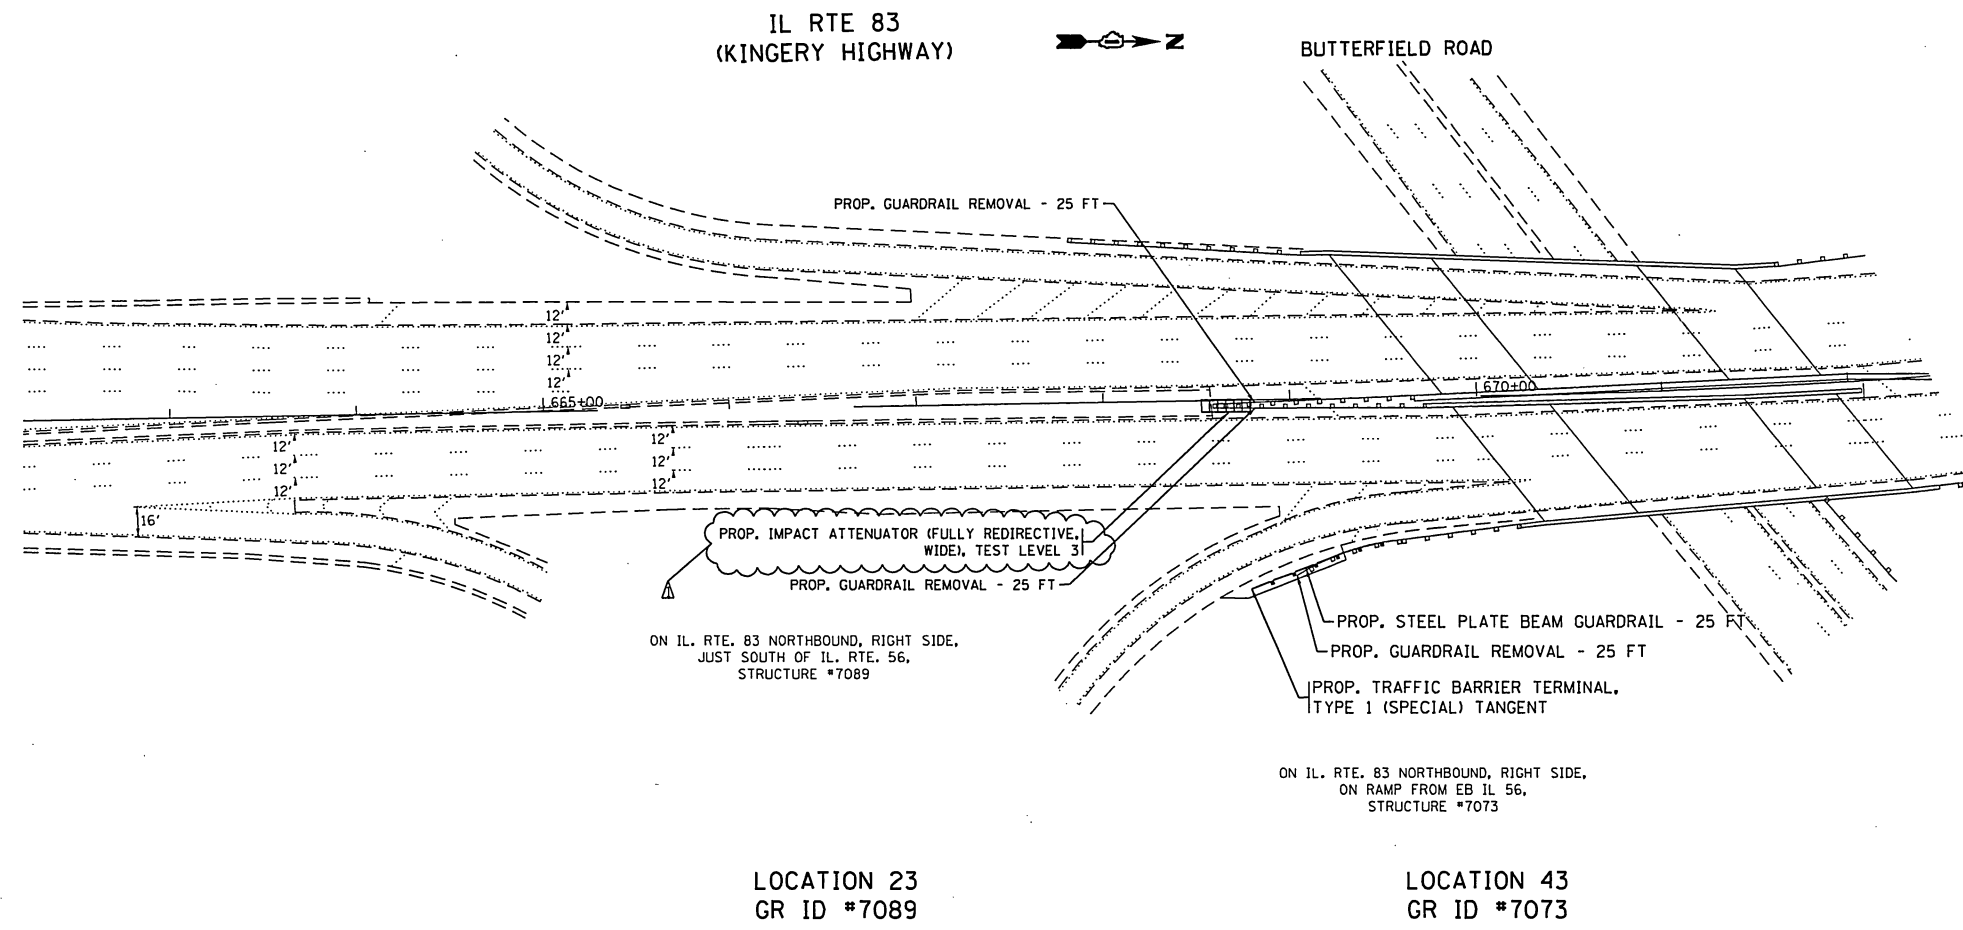 IL RTE 83
(KINGERY HIGHWAY)
N
BUTTERFIELD ROAD
PROP. GUARDRAIL REMOVAL - 25 FT
12'
12'
12'
12'
665+00
670+00
12'
12'
12'
12'
12'
12'
16'
PROP. IMPACT ATTENUATOR (FULLY REDIRECTIVE,
WIDE), TEST LEVEL 3
PROP. GUARDRAIL REMOVAL - 25 FT
ON IL. RTE. 83 NORTHBOUND, RIGHT SIDE,
JUST SOUTH OF IL. RTE. 56,
STRUCTURE #7089
PROP. STEEL PLATE BEAM GUARDRAIL - 25 FT
PROP. GUARDRAIL REMOVAL - 25 FT
PROP. TRAFFIC BARRIER TERMINAL,
TYPE 1 (SPECIAL) TANGENT
ON IL. RTE. 83 NORTHBOUND, RIGHT SIDE,
ON RAMP FROM EB IL 56,
STRUCTURE #7073
LOCATION 23
GR ID #7089
LOCATION 43
GR ID #7073